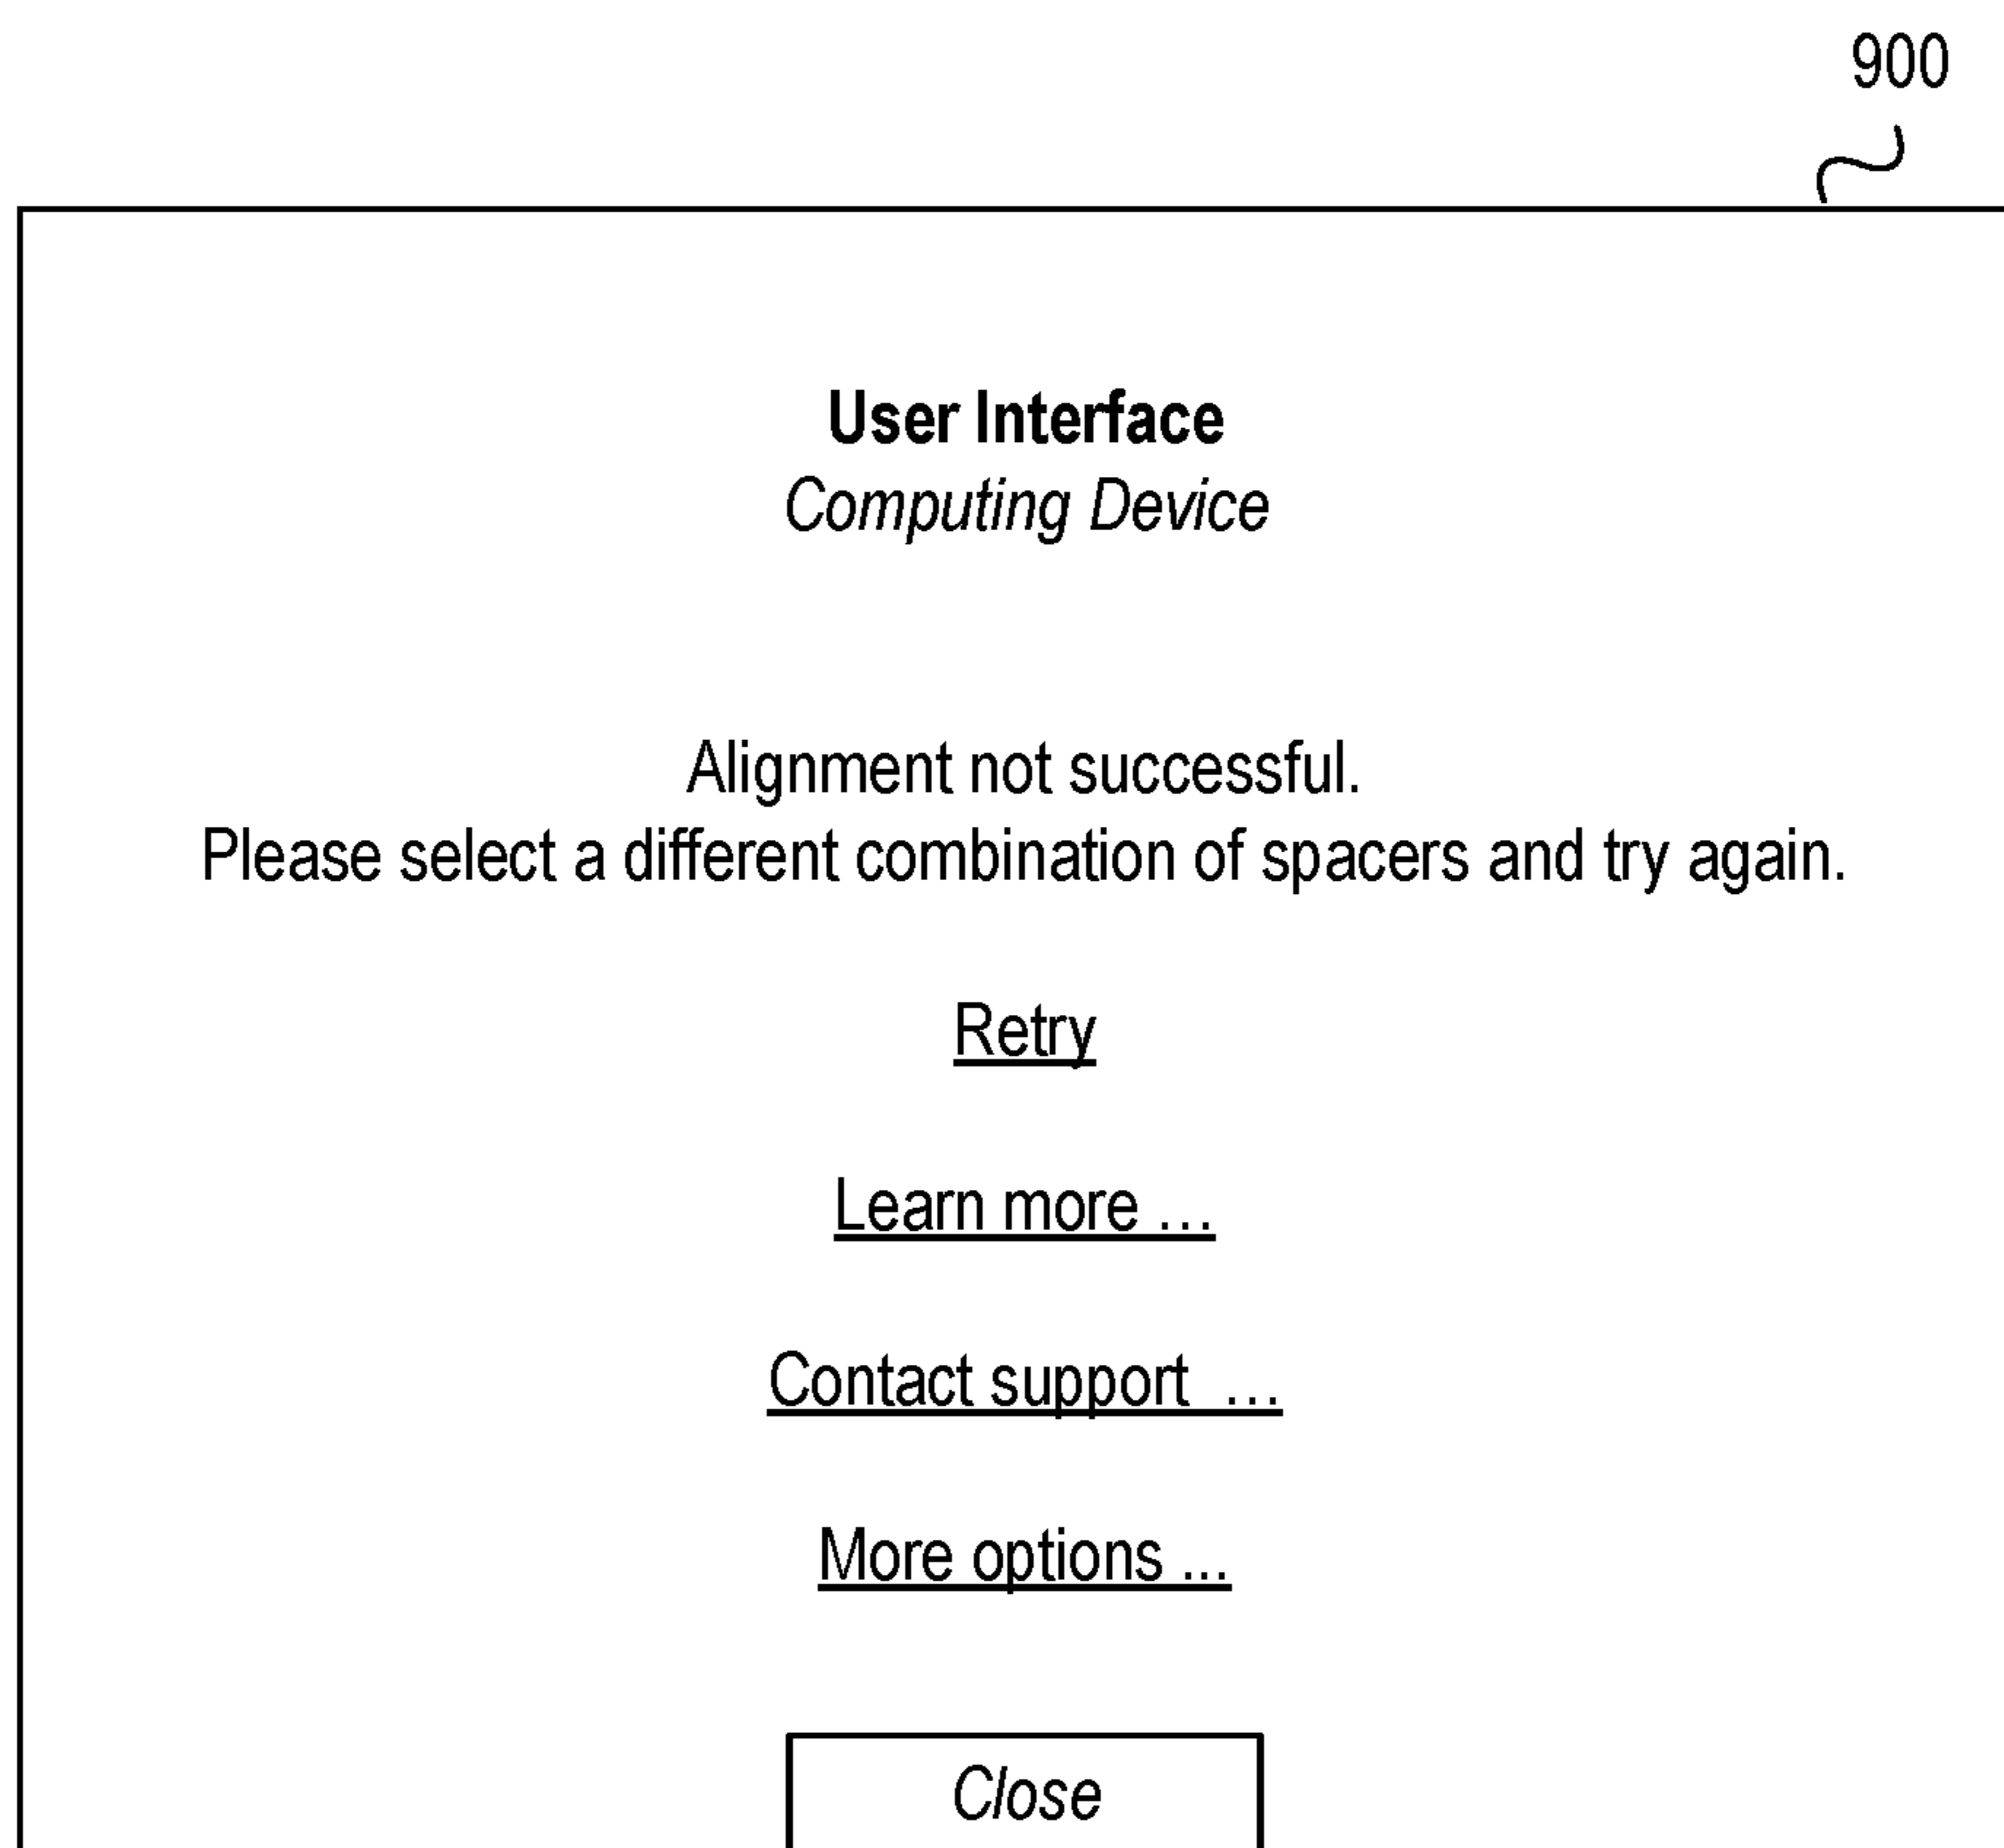 900
User Interface
Computing Device
Alignment not successful.
Please select a different combination of spacers and try again.
Retry
Learn more ...
Contact support  ...
More options ...
Close